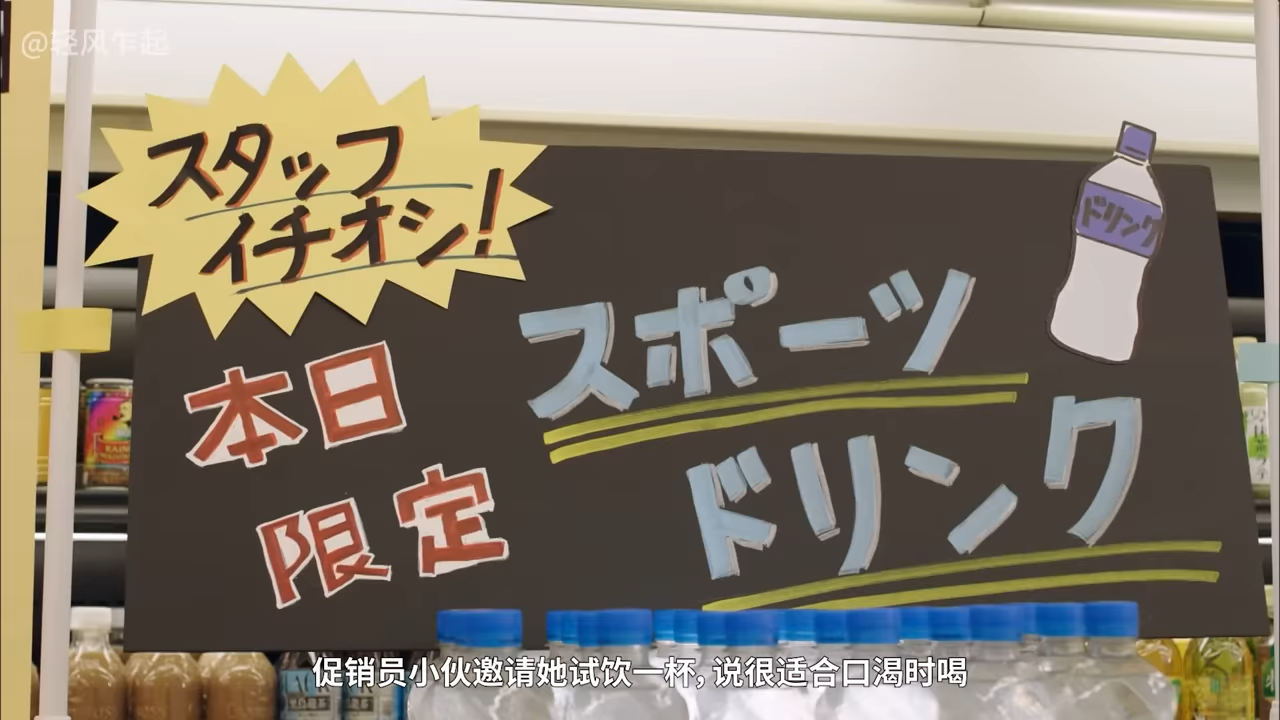 @轻风乍起
スタッフ
イチオシ!
本日
限定
スポーツ
ドリンク
ドリンク
促销员小伙邀请她试饮一杯, 说很适合口渴时喝